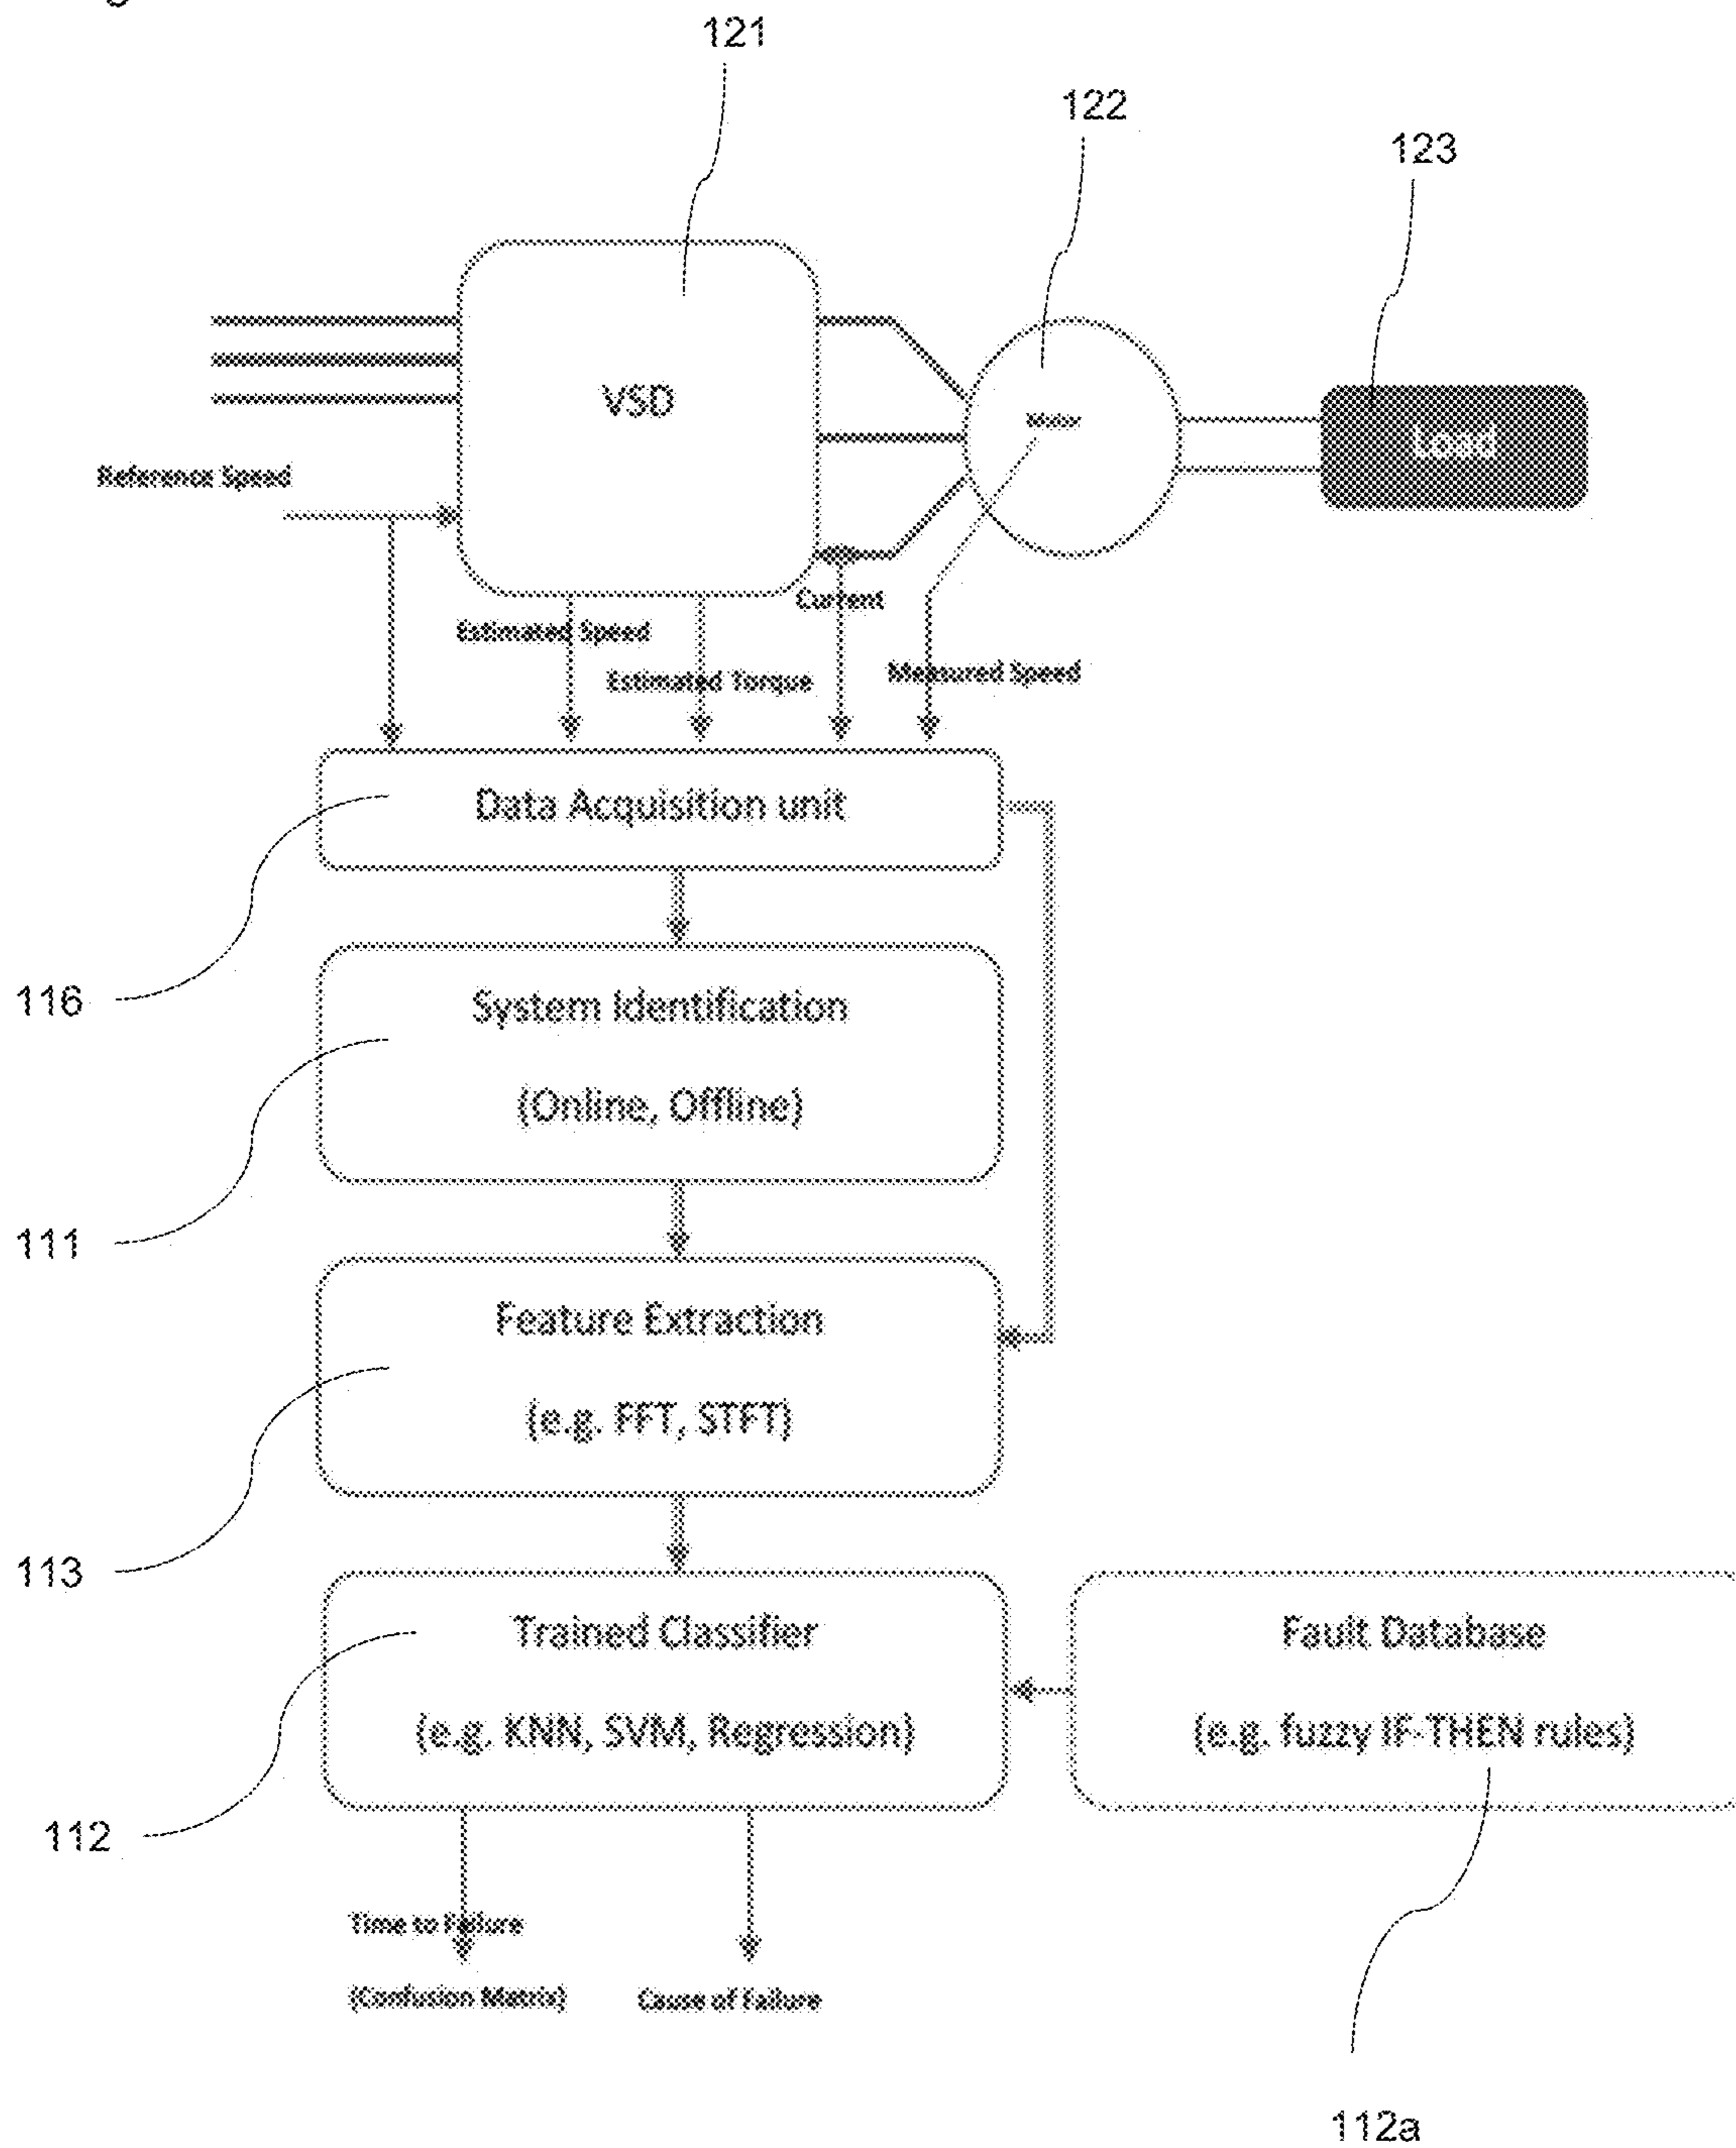 121
122
123
VSD
Motor
Load
Reference Speed
Current
Estimated Speed
Measured Speed
Estimated Torque
Data Acquisition unit
116
System Identification
(Online, Offline)
111
Feature Extraction
(e.g. FFT, STFT)
113
Trained Classifier
(e.g. KNN, SVM, Regression)
Fault Database
(e.g. fuzzy IF-THEN rules)
112
Time to Failure
(Confusion Matrix)
Cause of Failure
112a